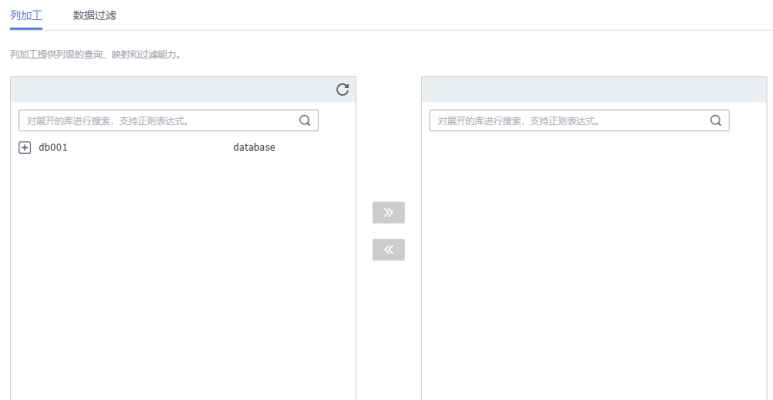 列加工 数据过滤
列加工提供列级的查询、映射和过滤能力。
对展开的库进行搜索，支持正则表达式。 对展开的库进行搜索，支持正则表达式。
db001 database